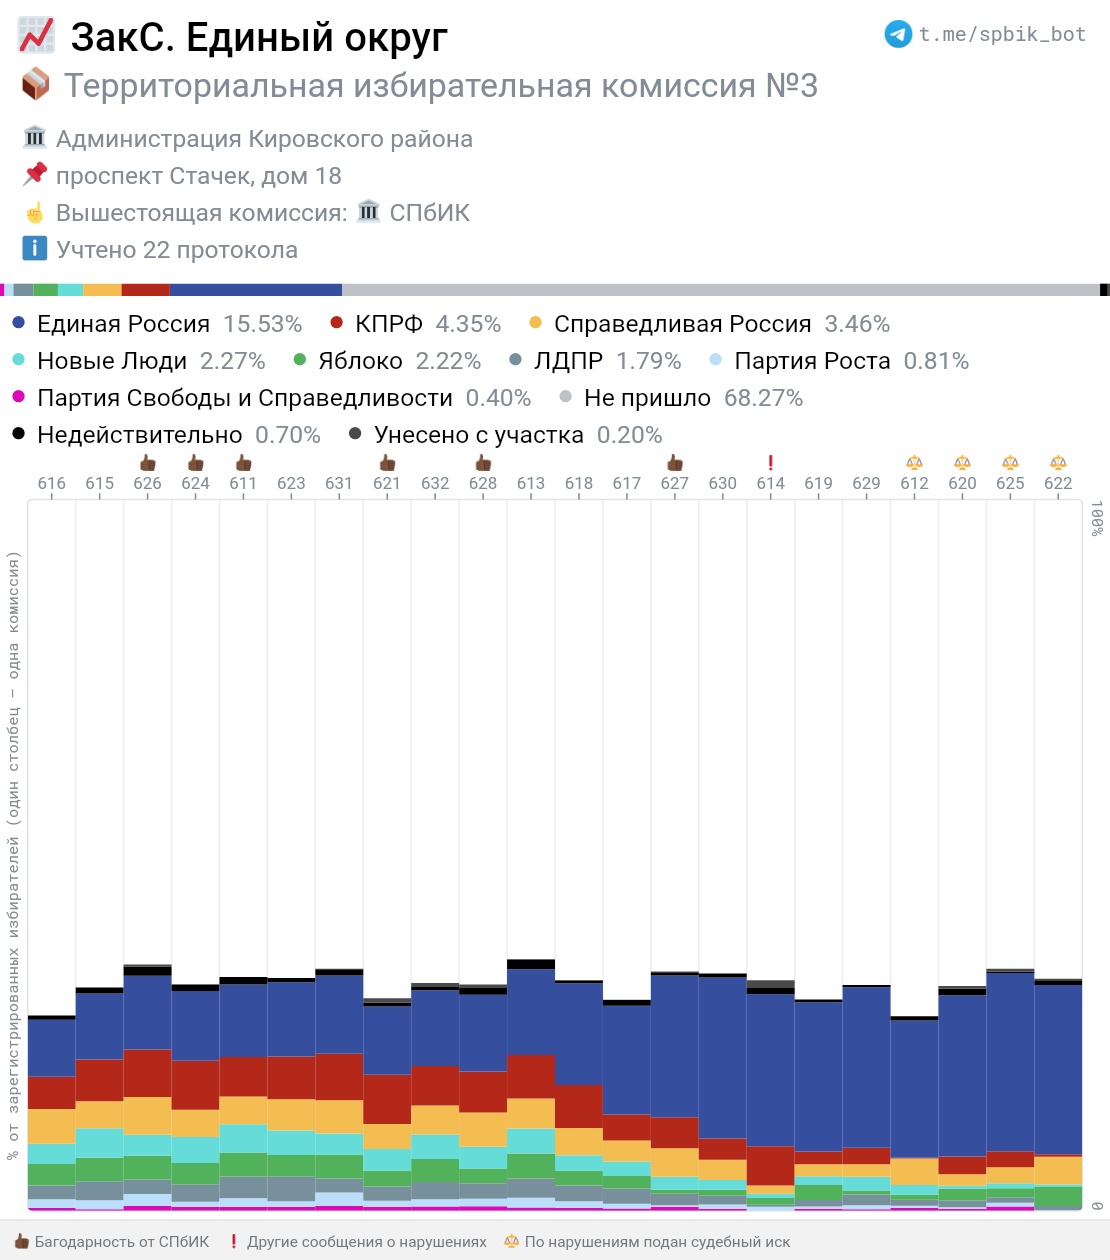 ЗакС. Единый округ
t.me/spbik_bot
Территориальная избирательная комиссия №3
Администрация Кировского района
проспект Стачек, дом 18
Вышестоящая комиссия: СПбИК
Учтено 22 протокола
Единая Россия 15.53% КПРФ 4.35% Справедливая Россия 3.46%
Новые Люди 2.27% Яблоко 2.22% ЛДПР 1.79% Партия Роста 0.81%
Партия Свободы и Справедливости 0.40% Не пришло 68.27%
Недействительно 0.70% Унесено с участка 0.20%
616 615 626 624 611 623 631 621 632 628 613 618 617 627 630 614 619 629 612 620 625 622
100%
% от зарегистрированных избирателей (один столбец – одна комиссия)
0
Багодарность от СПбИК Другие сообщения о нарушениях По нарушениям подан судебный иск